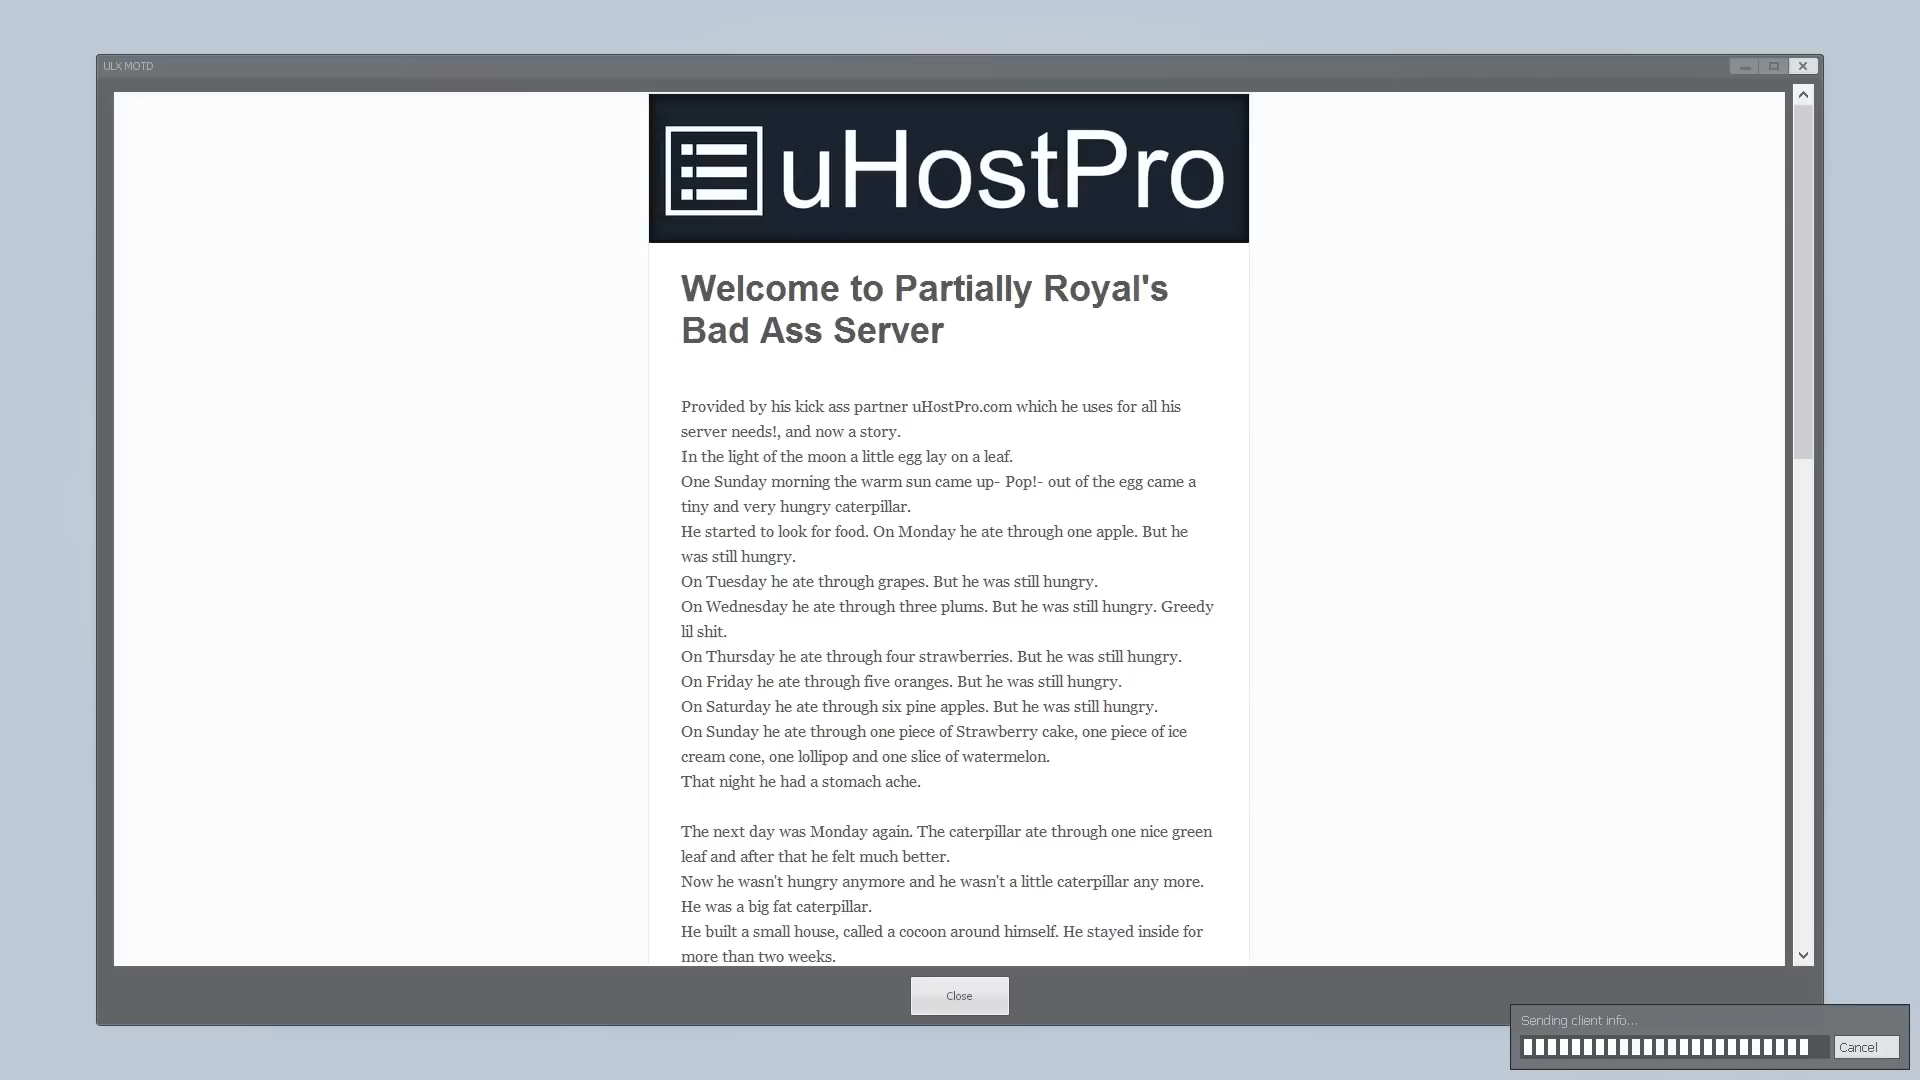 ULX MOTD
uHostPro
Welcome to Partially Royal's
Bad Ass Server
Provided by his kick ass partner uHostPro.com which he uses for all his
server needs!, and now a story.
In the light of the moon a little egg lay on a leaf.
One Sunday morning the warm sun came up- Pop!- out of the egg came a
tiny and very hungry caterpillar.
He started to look for food. On Monday he ate through one apple. But he
was still hungry.
On Tuesday he ate through grapes. But he was still hungry.
On Wednesday he ate through three plums. But he was still hungry. Greedy
lil shit.
On Thursday he ate through four strawberries. But he was still hungry.
On Friday he ate through five oranges. But he was still hungry.
On Saturday he ate through six pine apples. But he was still hungry.
On Sunday he ate through one piece of Strawberry cake, one piece of ice
cream cone, one lollipop and one slice of watermelon.
That night he had a stomach ache.
The next day was Monday again. The caterpillar ate through one nice green
leaf and after that he felt much better.
Now he wasn't hungry anymore and he wasn't a little caterpillar any more.
He was a big fat caterpillar.
He built a small house, called a cocoon around himself. He stayed inside for
more than two weeks.
Close
Sending client info...
Cancel